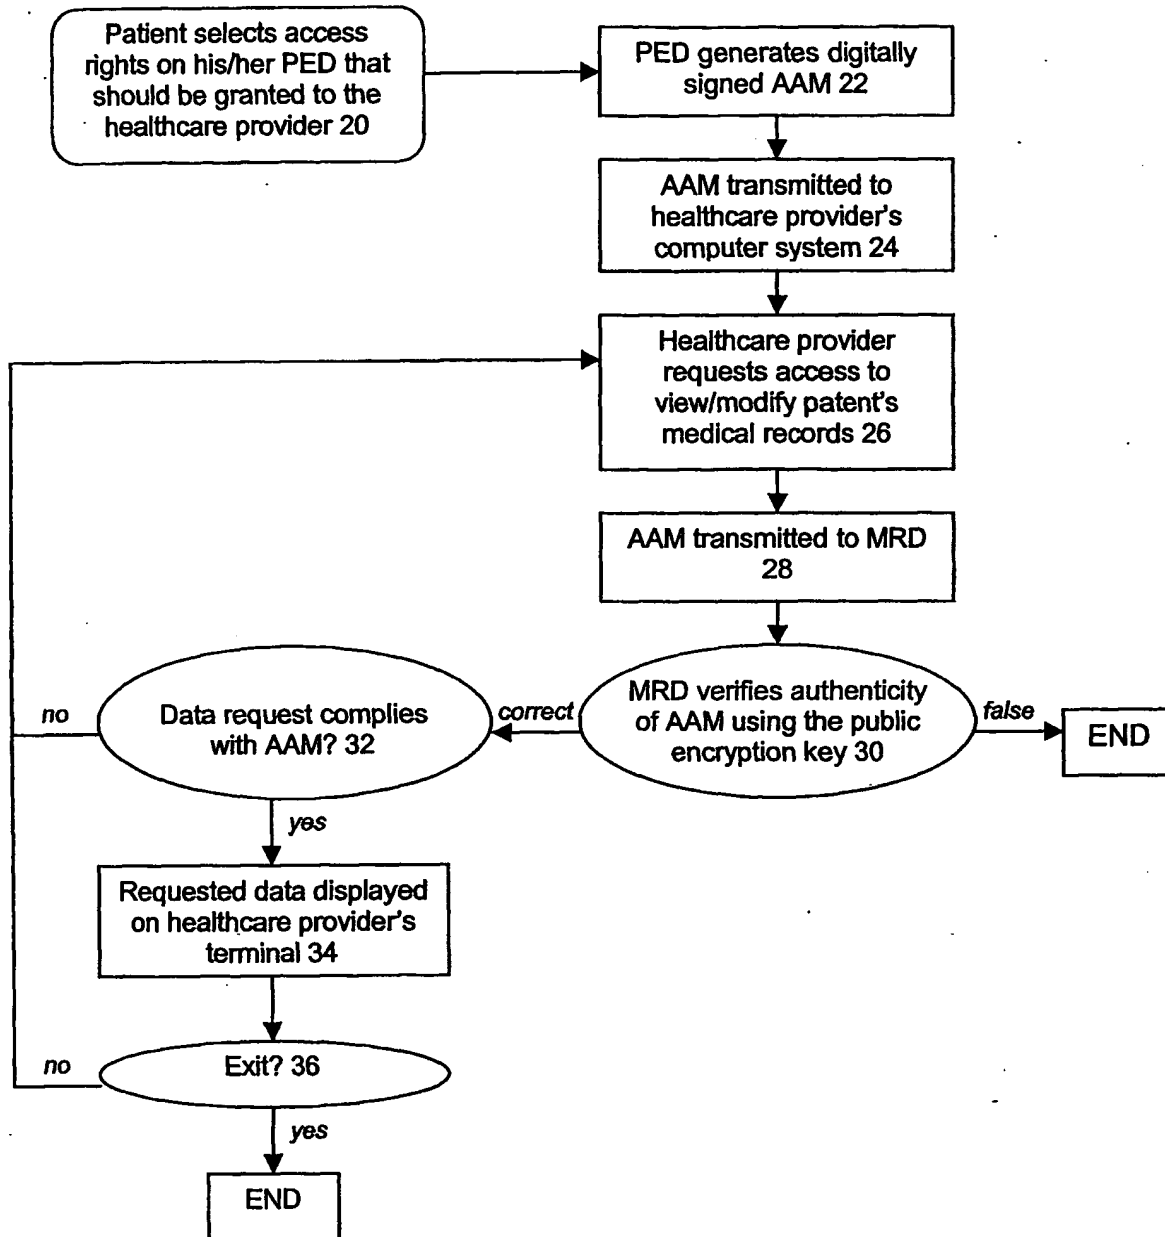 Patient selects access
rights on his/her PED that
should be granted to the
healthcare provider 20
PED generates digitally
signed AAM 22
AAM transmitted to
healthcare provider's
computer system 24
Healthcare provider
requests access to
view/modify patent's
medical records 26
AAM transmitted to MRD
28
MRD verifies authenticity
of AAM using the public
encryption key 30
false
END
correct
Data request complies
with AAM? 32
no
yes
Requested data displayed
on healthcare provider's
terminal 34
Exit? 36
no
yes
END